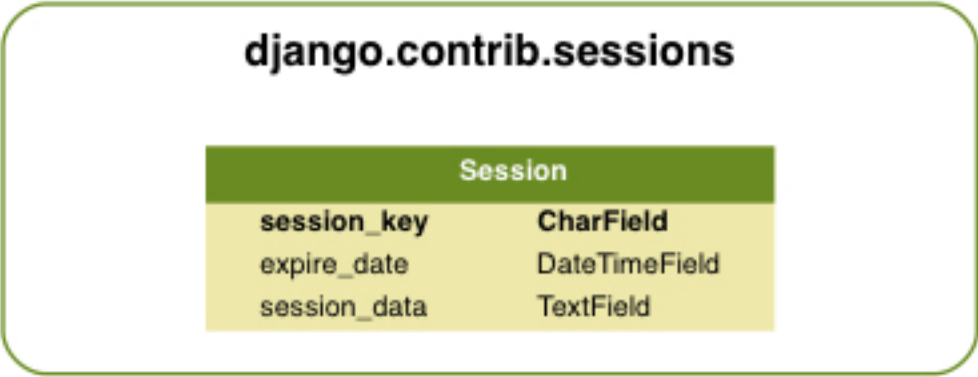 django.contrib.sessions
Session
session_key CharField
expire_date DateTimeField
session_data TextField